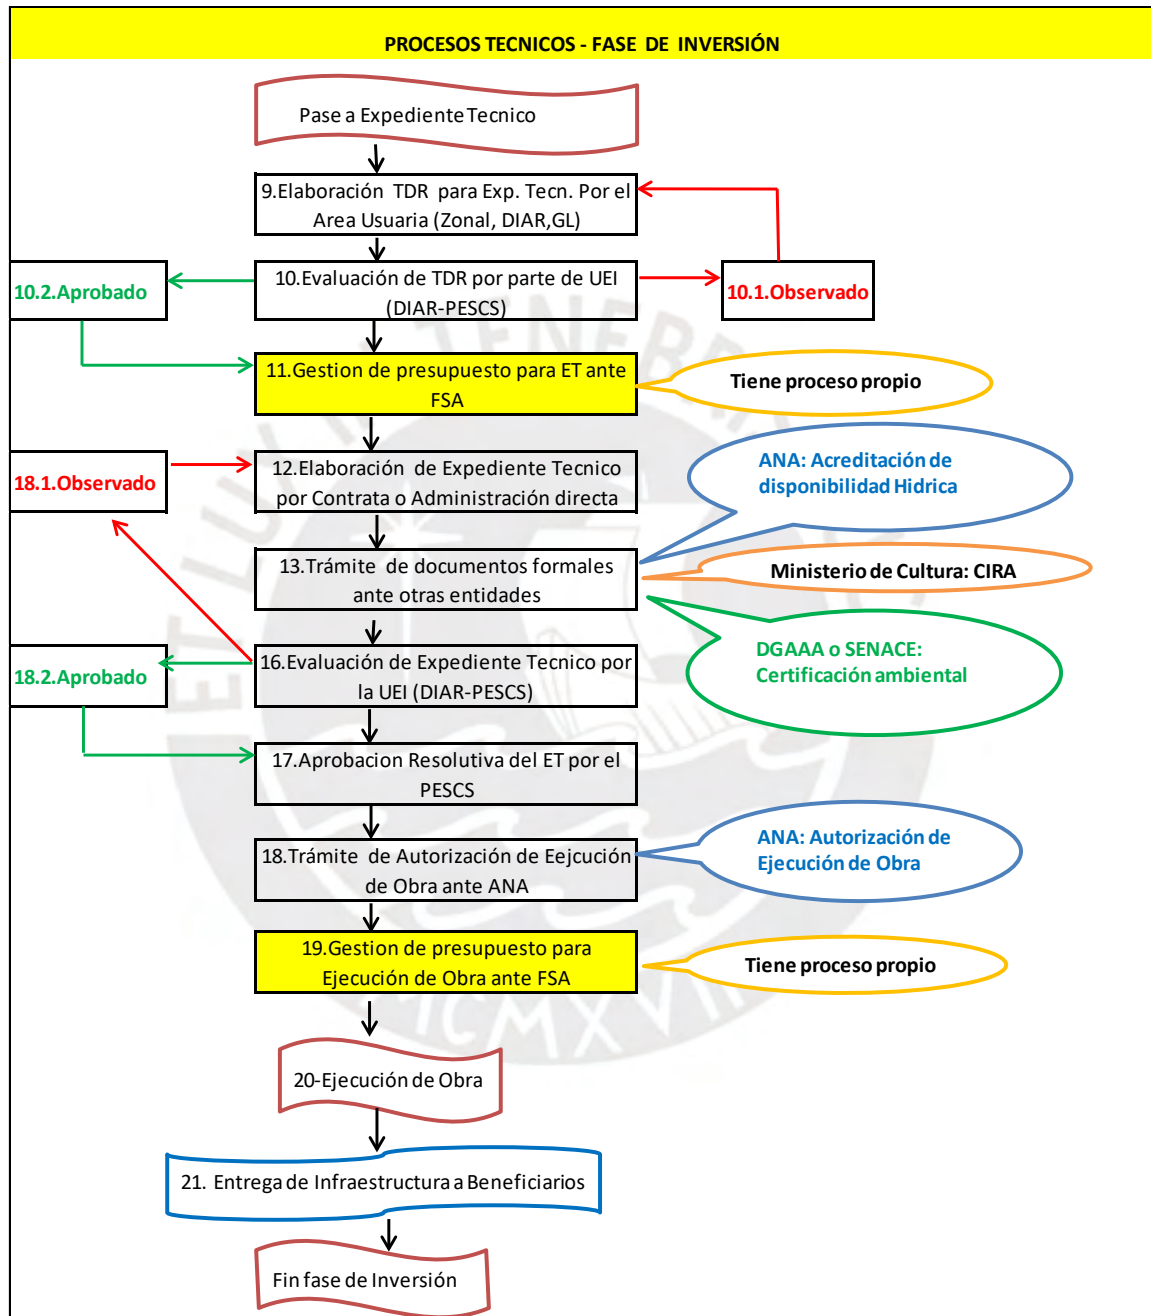 PROCESOS TECNICOS - FASE DE INVERSIÓN
Pase a Expediente Tecnico
9.Elaboración TDR para Exp. Tecn. Por el
Area Usuaria (Zonal, DIAR,GL)
10.2.Aprobado
10.Evaluación de TDR por parte de UEI
(DIAR-PESCS)
10.1.Observado
11.Gestion de presupuesto para ET ante
FSA
Tiene proceso propio
18.1.Observado
12.Elaboración de Expediente Tecnico
por Contrata o Administración directa
ANA: Acreditación de
disponibilidad Hidrica
13.Trámite de documentos formales
ante otras entidades
Ministerio de Cultura: CIRA
18.2.Aprobado
16.Evaluación de Expediente Tecnico por
la UEI (DIAR-PESCS)
DGAAA o SENACE:
Certificación ambiental
17.Aprobacion Resolutiva del ET por el
PESCS
18.Trámite de Autorización de Eejcución
de Obra ante ANA
ANA: Autorización de
Ejecución de Obra
19.Gestion de presupuesto para
Ejecución de Obra ante FSA
Tiene proceso propio
20-Ejecución de Obra
21. Entrega de Infraestructura a Beneficiarios
Fin fase de Inversión